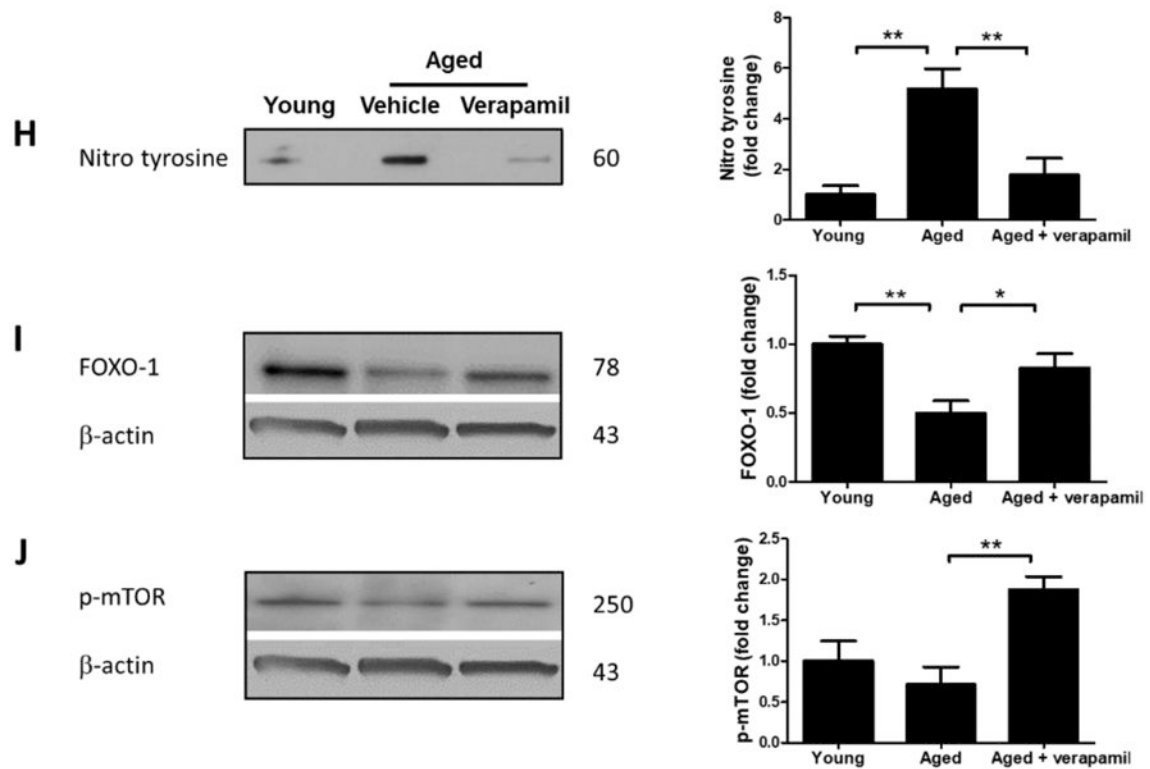 H
Aged
Young Vehicle Verapamil
Nitro tyrosine 60
Nitro tyrosine
(fold change)
8
6
4
2
0
**
**
Young Aged Aged + verapamil
I
FOXO-1 78
β-actin 43
FOXO-1 (fold change)
1.5
1.0
0.5
0.0
**
*
Young Aged Aged + verapamil
J
p-mTOR 250
β-actin 43
p-mTOR (fold change)
2.5
2.0
1.5
1.0
0.5
0.0
**
Young Aged Aged + verapamil